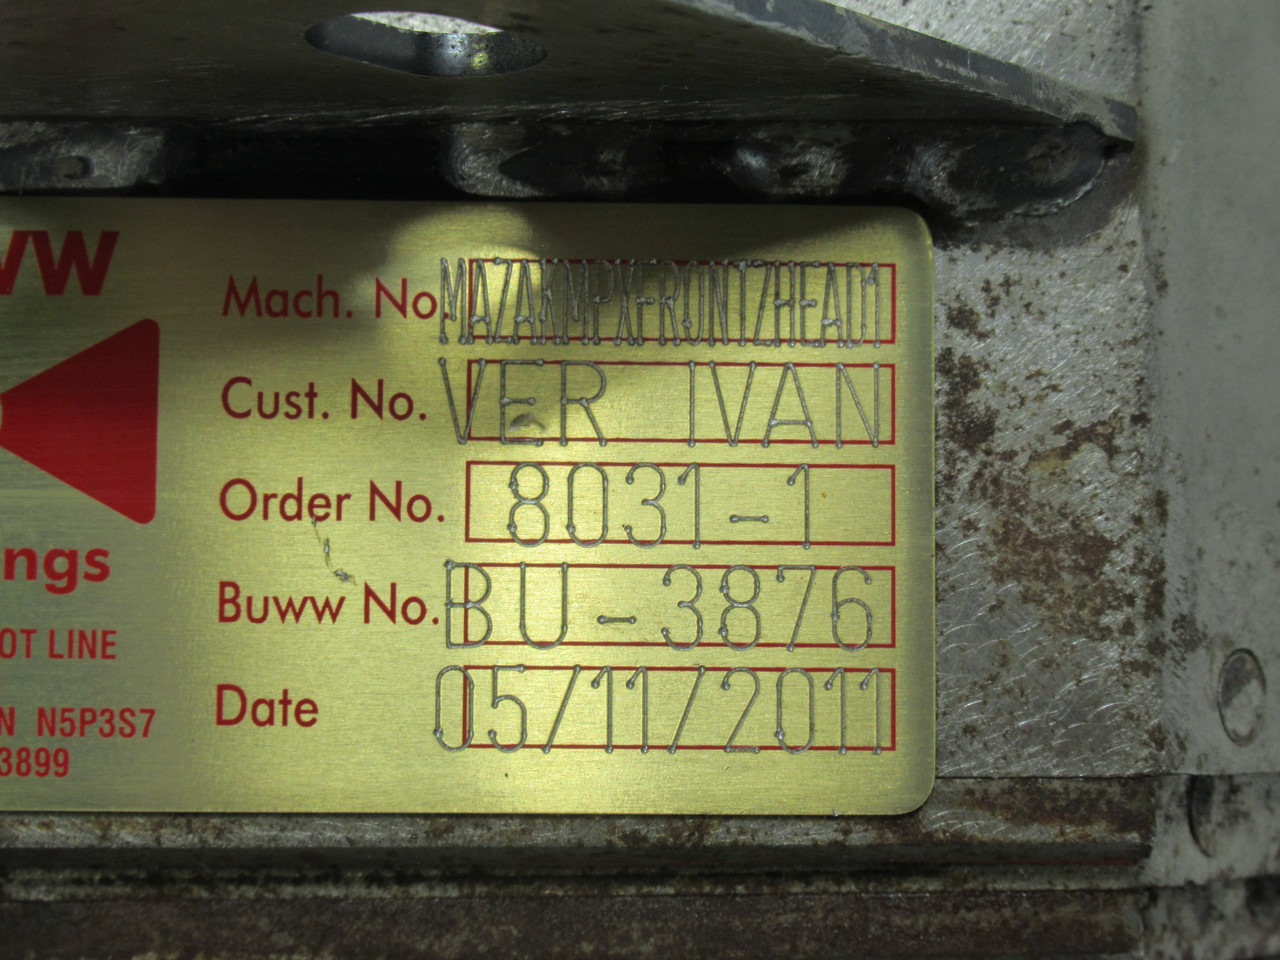 WW
Mach. No. MAZAKMPXFRONTZHEAD1
Cust. No. VER IVAN
Order No. 8031-1
ngs
Buww No. BU-3876
OT LINE
Date 05/11/2011
N N5P3S7
3899